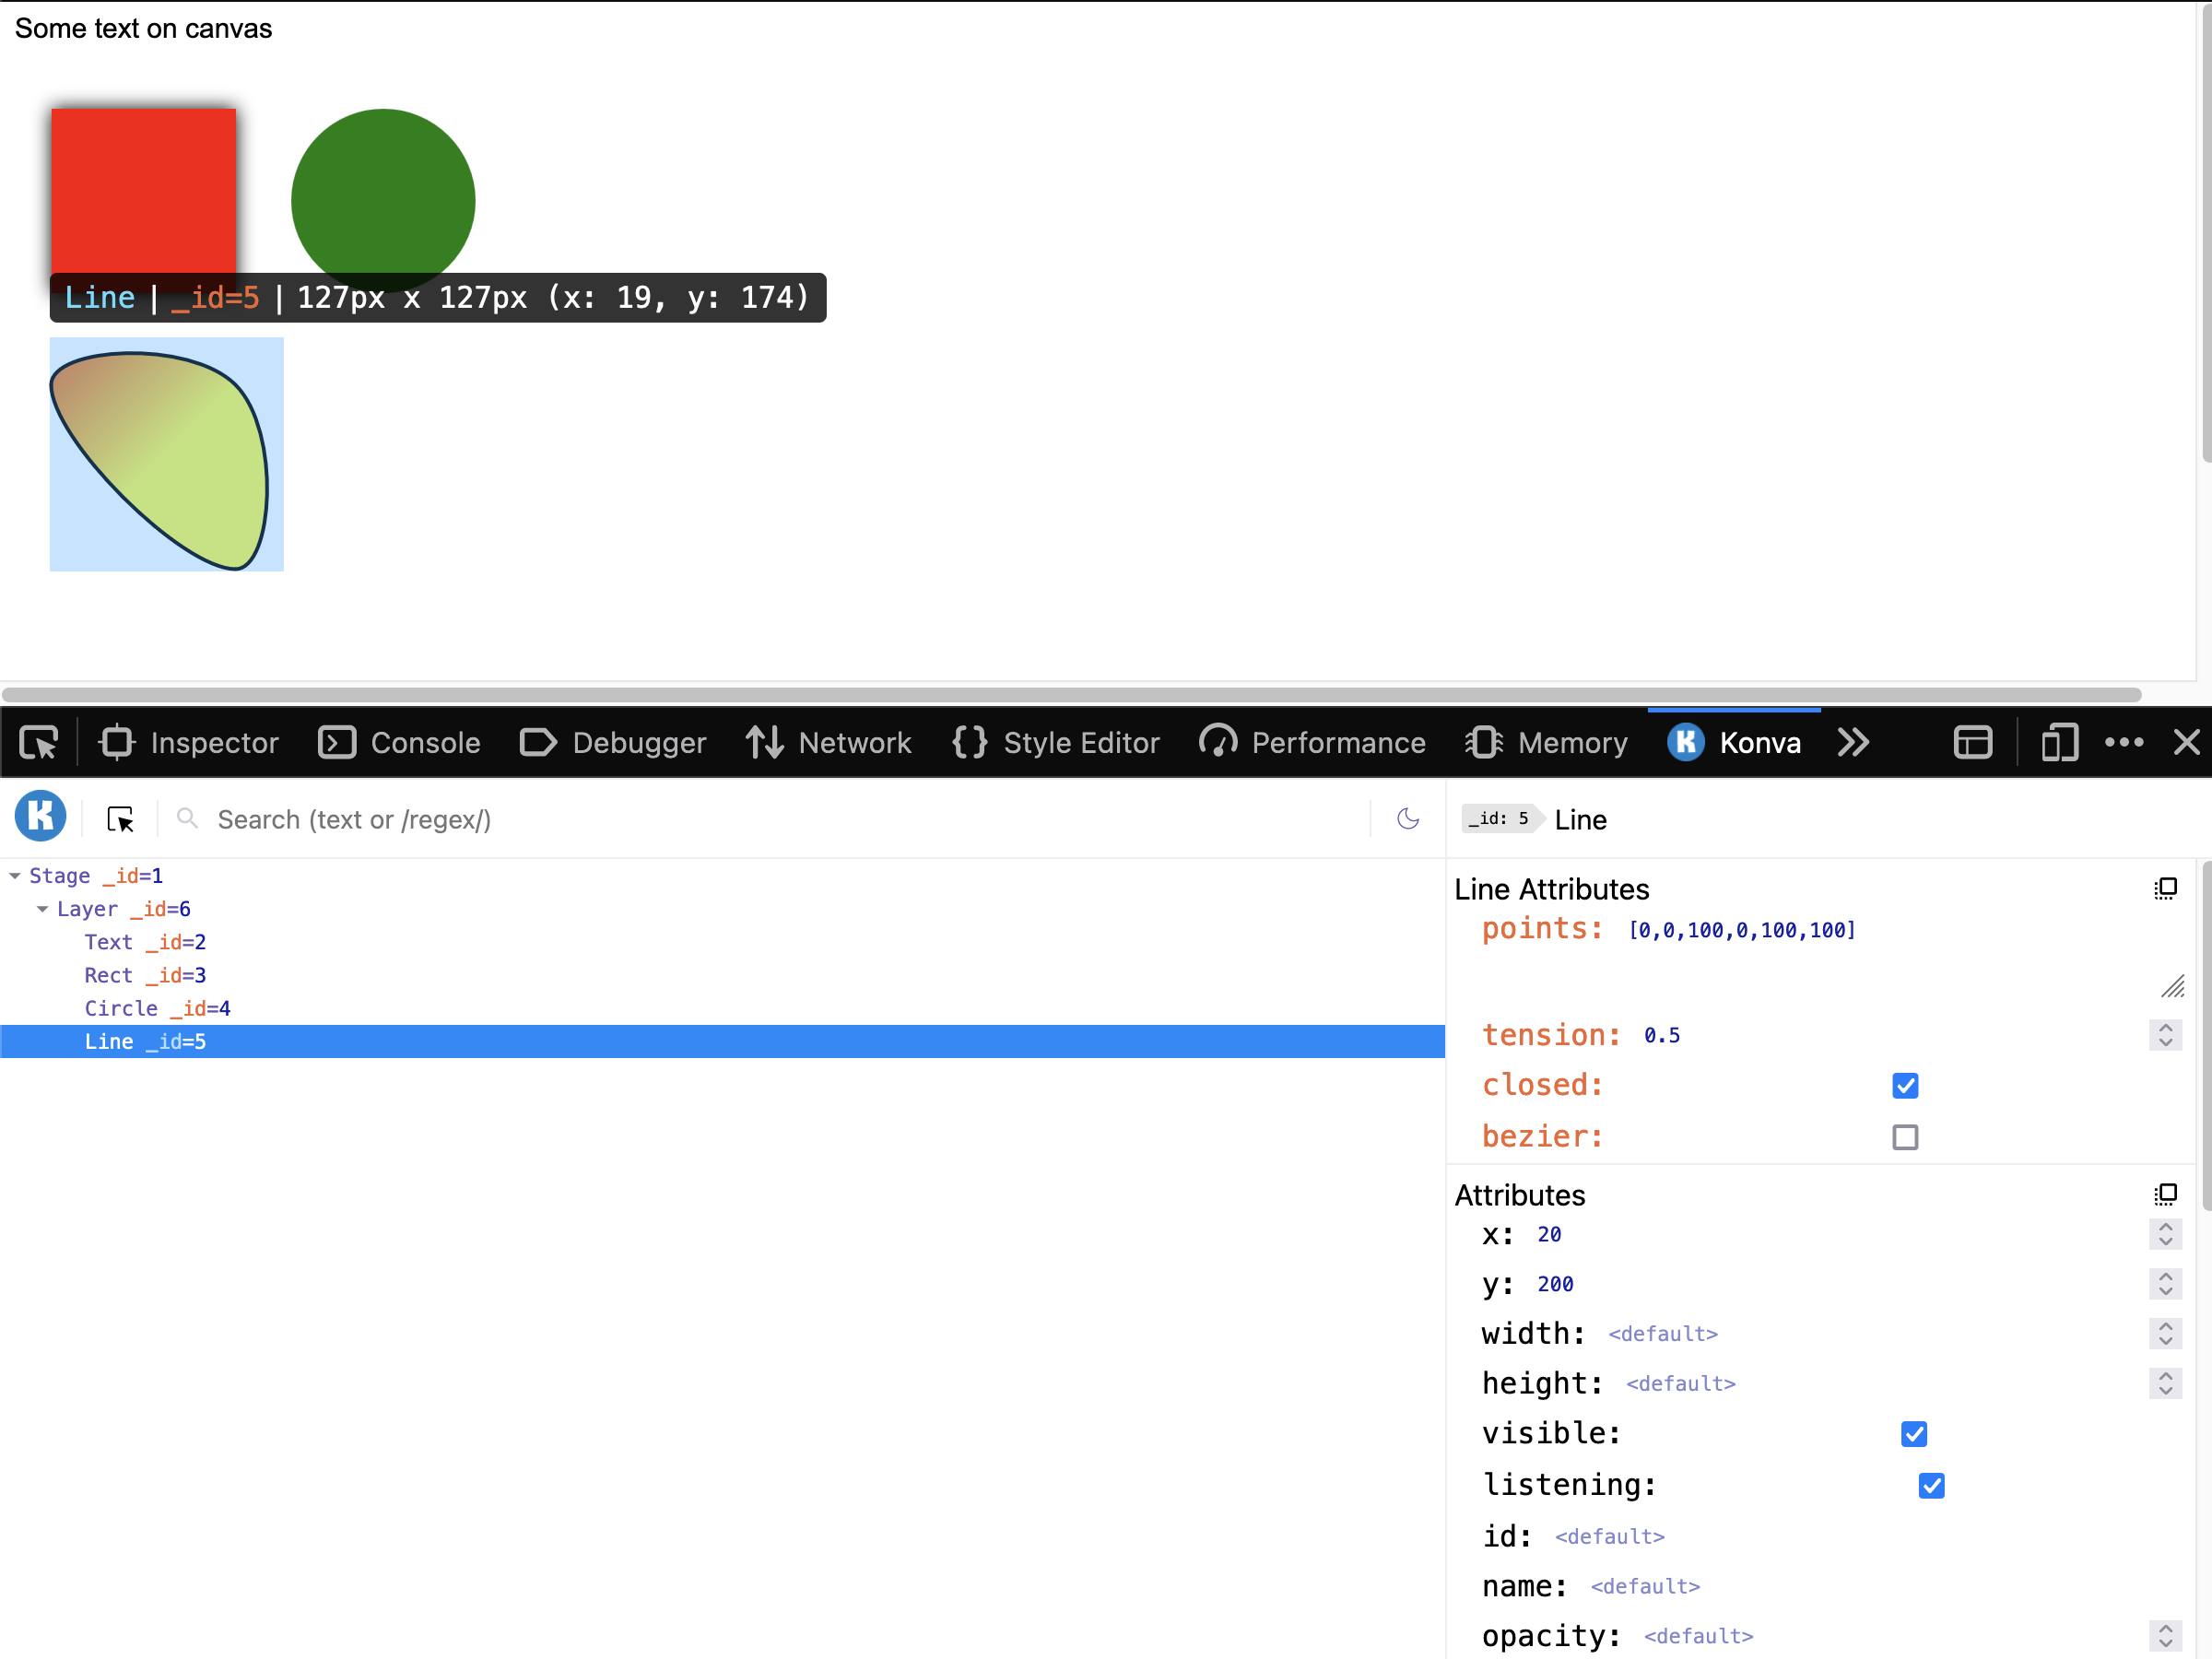 Some text on canvas
Line | _id=5 | 127px x 127px (x: 19, y: 174)
Inspector Console Debugger Network Style Editor Performance Memory Konva
Search (text or /regex/)
_id: 5 Line
Stage _id=1
Layer _id=6
Text _id=2
Rect _id=3
Circle _id=4
Line _id=5
Line Attributes
points: [0,0,100,0,100,100]
tension: 0.5
closed:
bezier:
Attributes
x: 20
y: 200
width: <default>
height: <default>
visible:
listening:
id: <default>
name: <default>
opacity: <default>